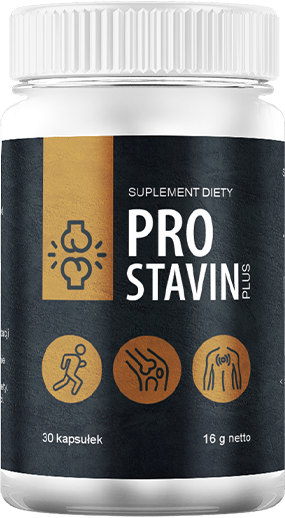 SUPLEMENT DIETY
PRO
STAVIN
PLUS
30 kapsułek
16 g netto